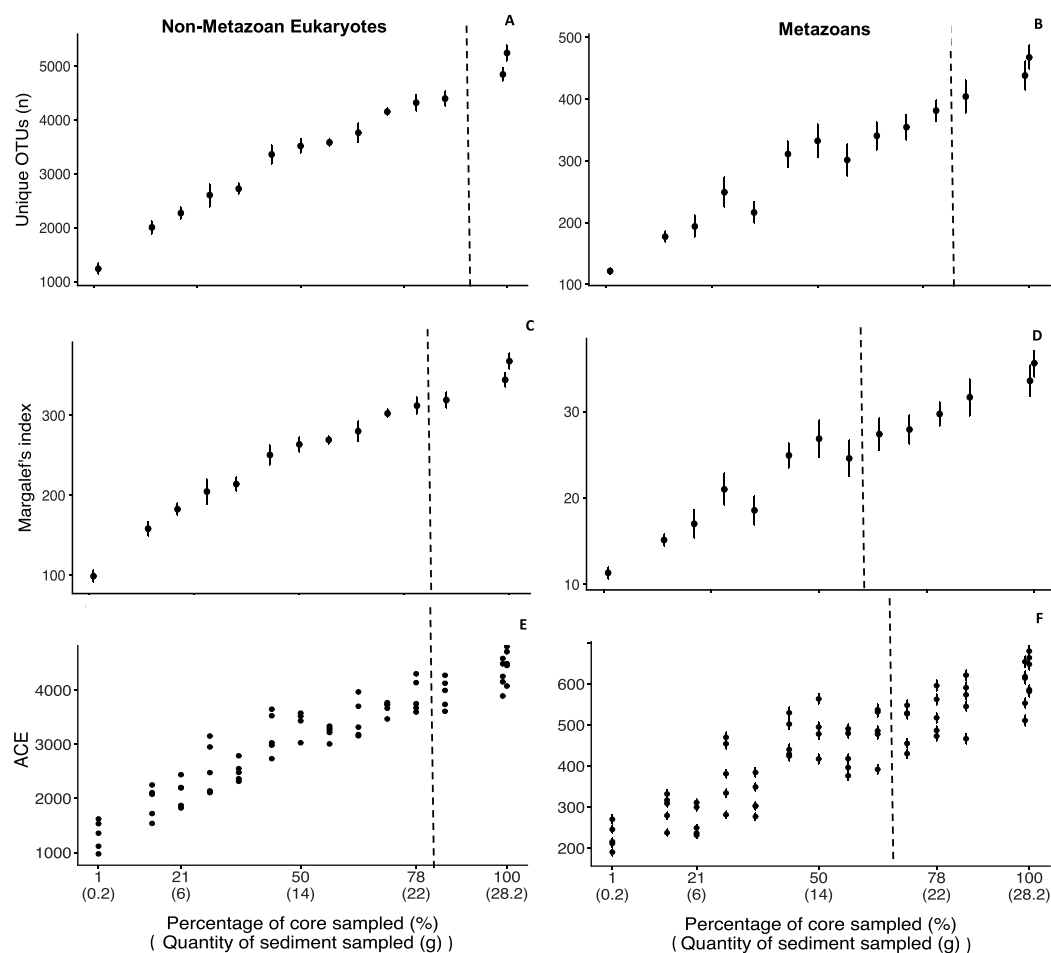 Non-Metazoan Eukaryotes
A
Unique OTUs (n)
5000
4000
3000
2000
1000
Metazoans
B
500
400
300
200
100
C
Margalef's index
300
200
100
D
30
20
10
E
ACE
4000
3000
2000
1000
1 21 50 78 100
(0.2) (6) (14) (22) (28.2)
Percentage of core sampled (%)
( Quantity of sediment sampled (g) )
F
600
500
400
300
200
1 21 50 78 100
(0.2) (6) (14) (22) (28.2)
Percentage of core sampled (%)
( Quantity of sediment sampled (g) )